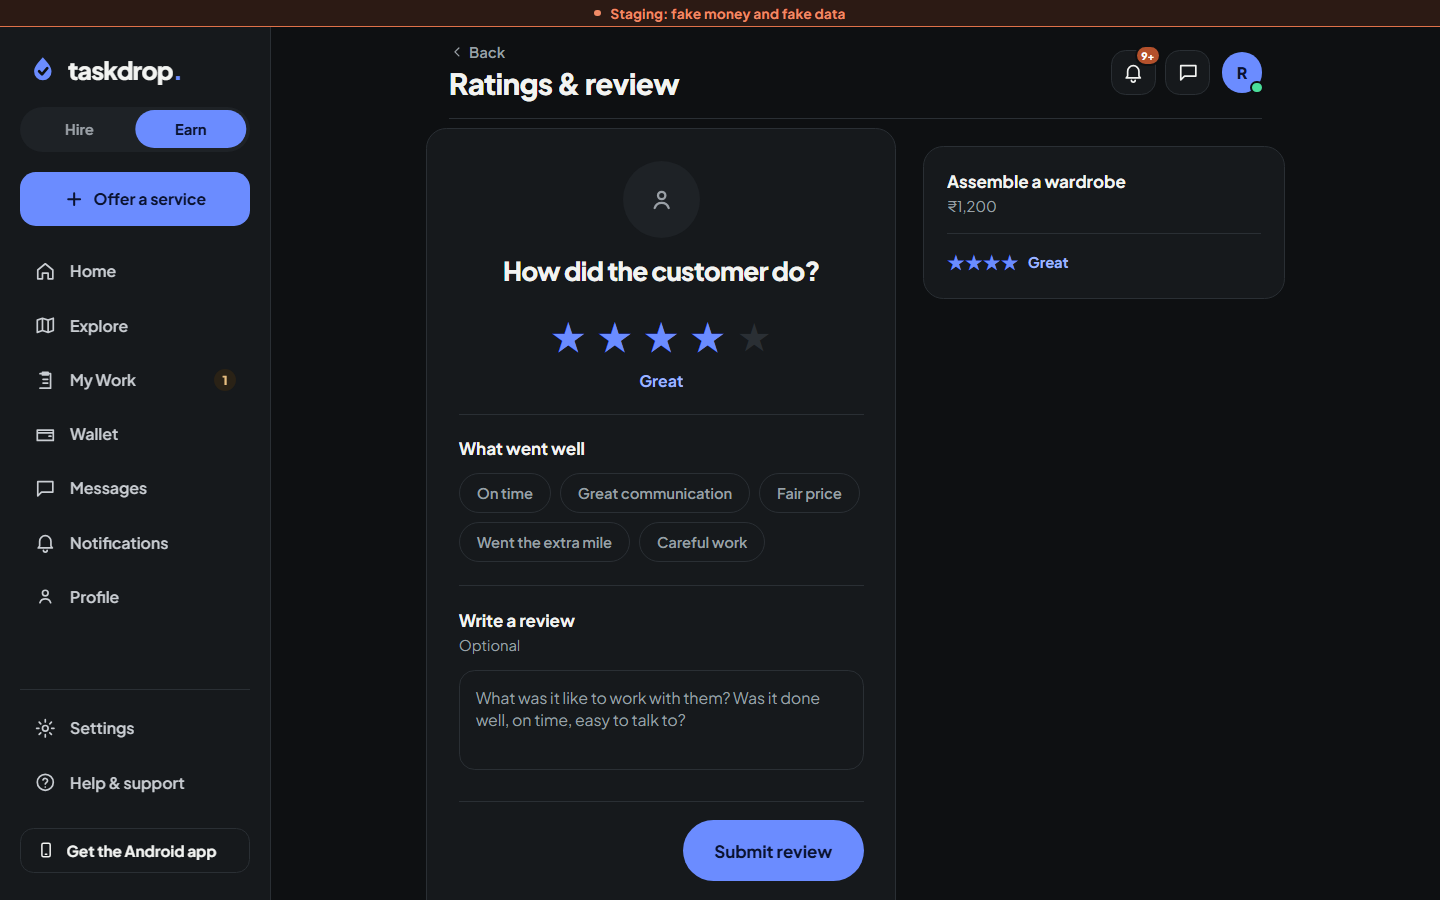 Staging: fake money and fake data
taskdrop.
Hire
Earn
Offer a service
Home
Explore
My Work
1
Wallet
Messages
Notifications
Profile
Settings
Help & support
Get the Android app
Back
Ratings & review
9+
R
How did the customer do?
Great
What went well
On time
Great communication
Fair price
Went the extra mile
Careful work
Write a review
Optional
What was it like to work with them? Was it done
well, on time, easy to talk to?
Submit review
Assemble a wardrobe
₹1,200
Great